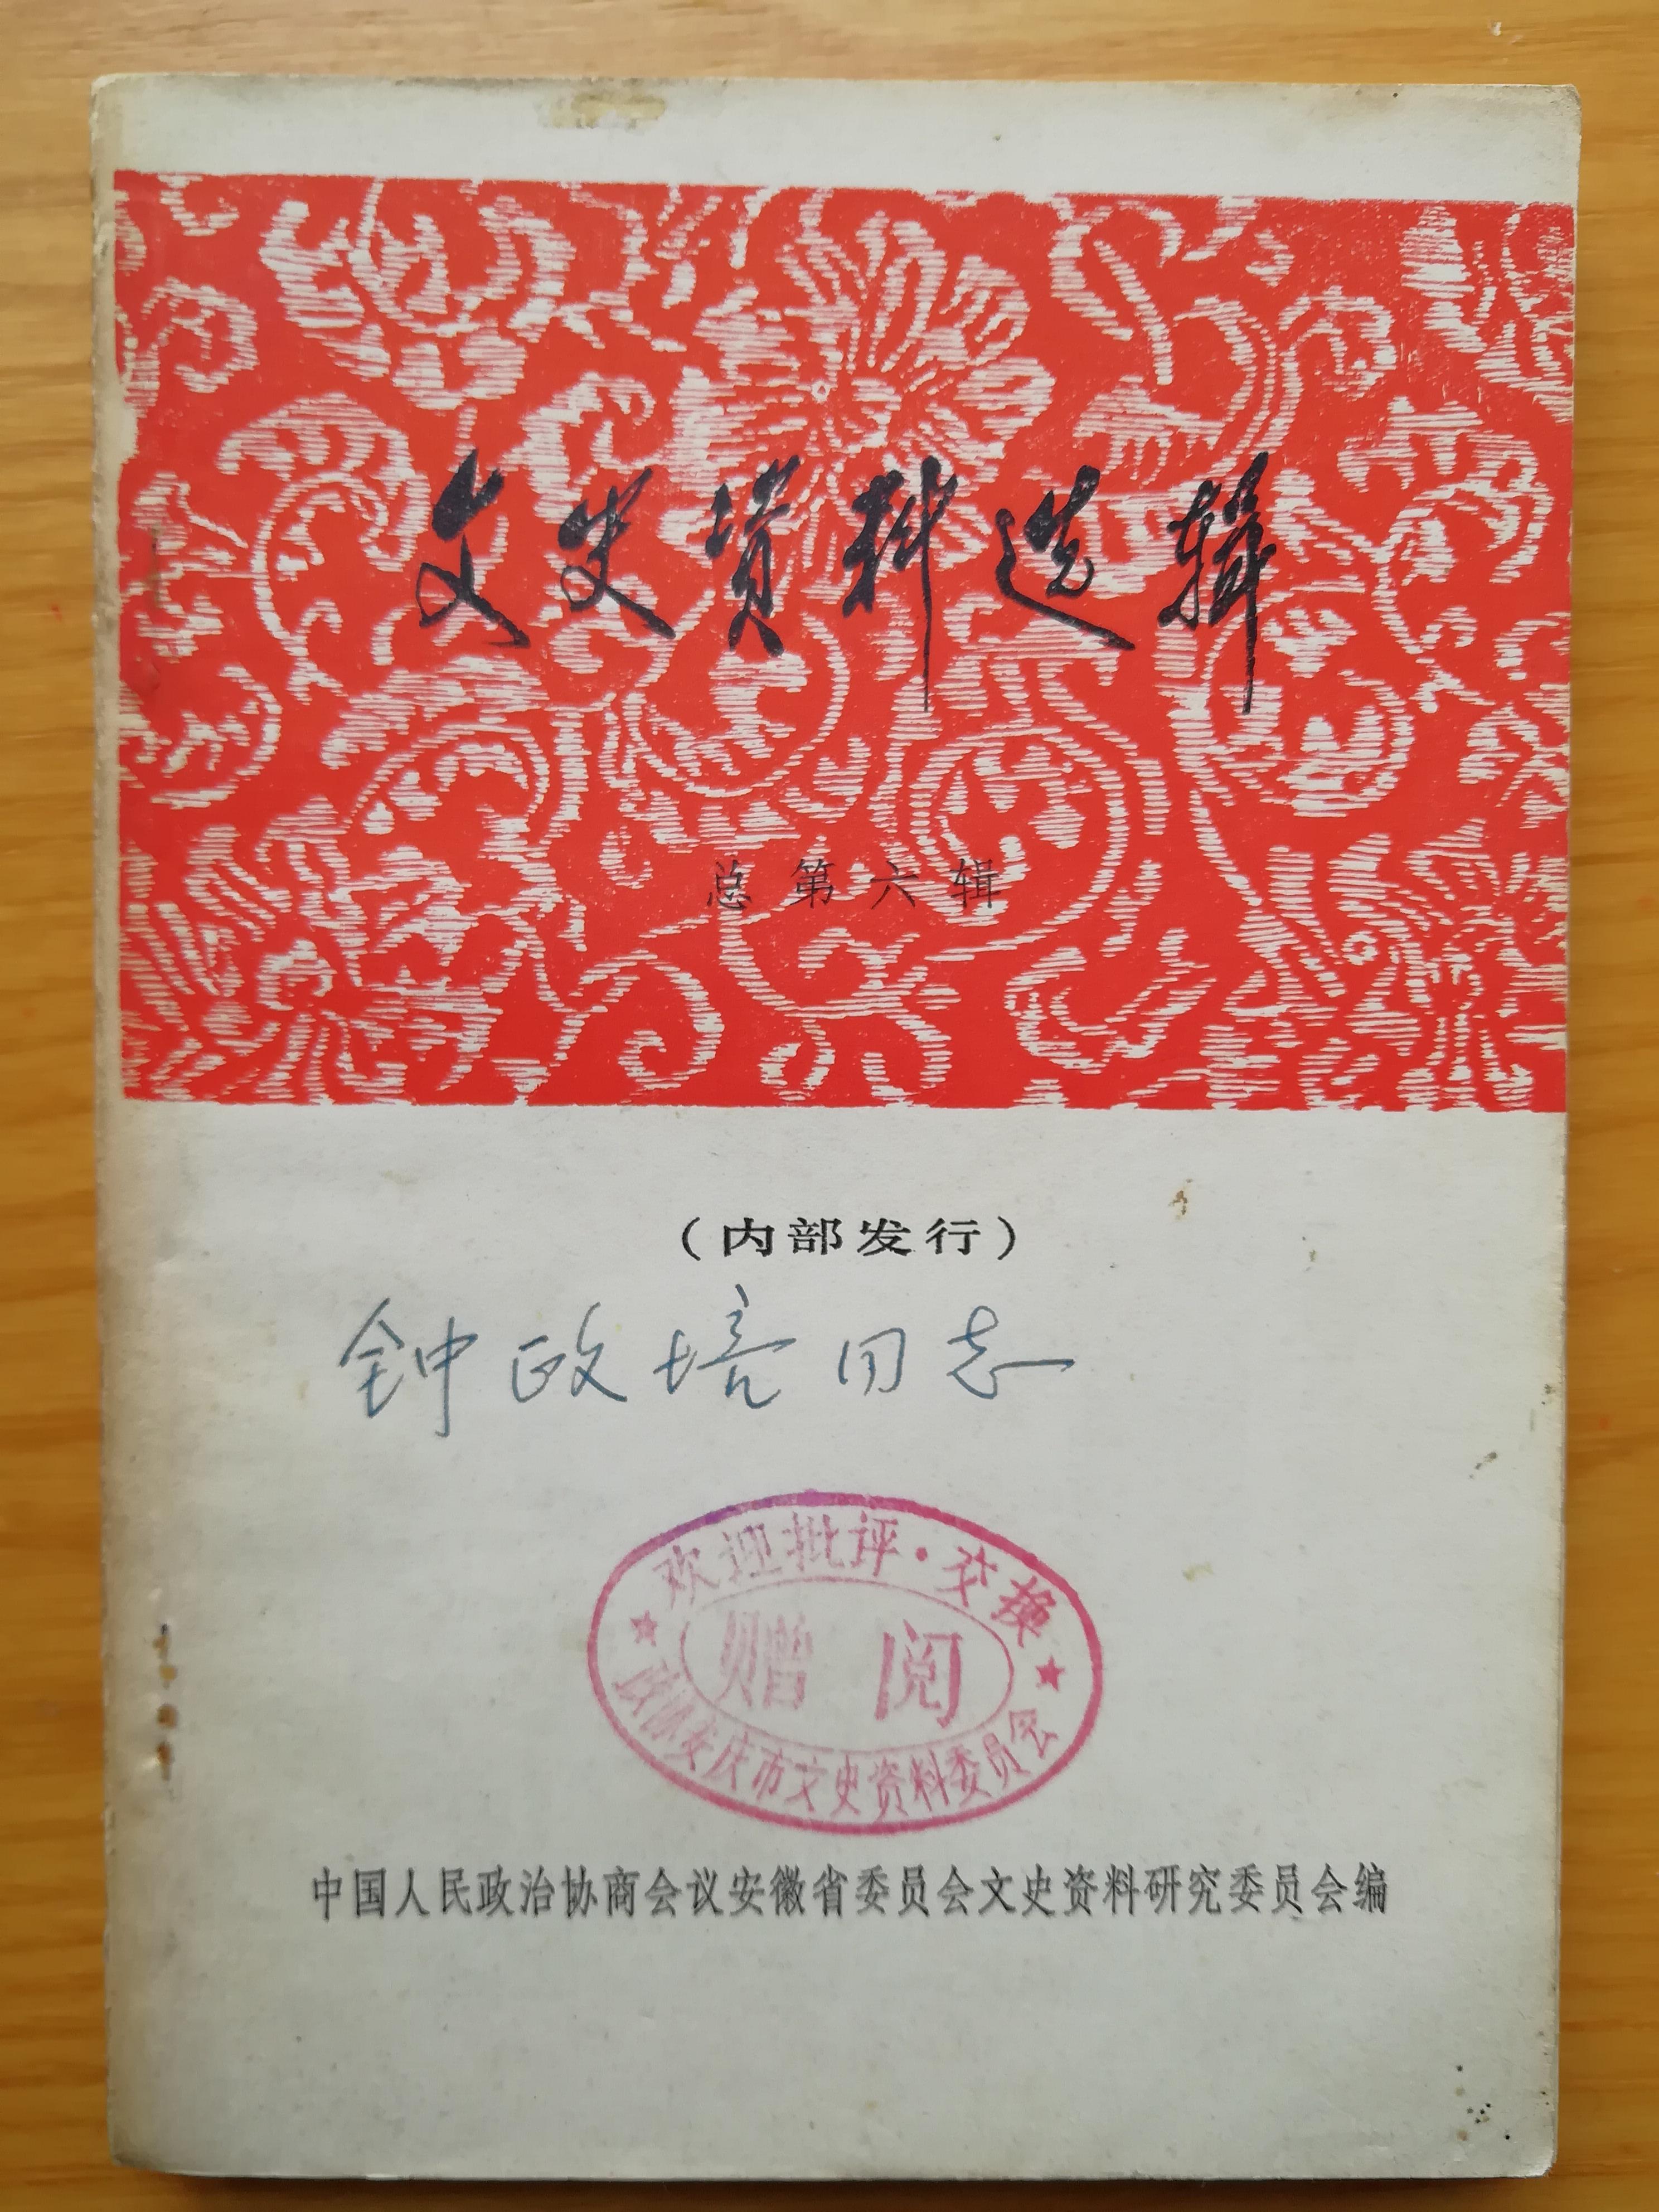 文史资料选辑
总第六辑
（内部发行）
钟政培同志
欢迎批评·交换
赠阅
政协安庆市文史资料委员会
中国人民政治协商会议安徽省委员会文史资料研究委员会编